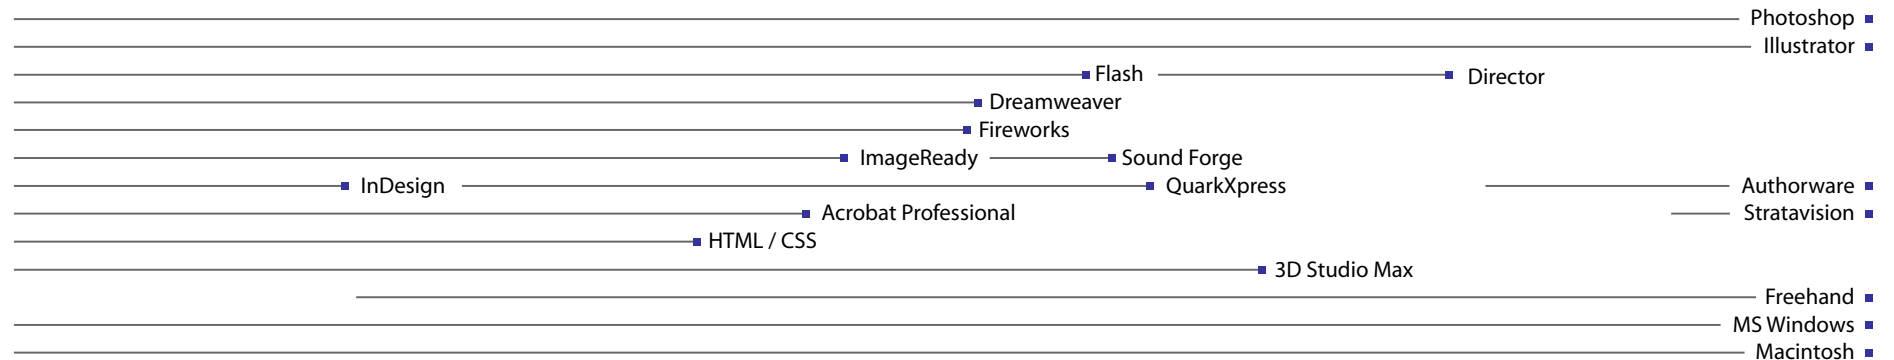 Photoshop
Illustrator
Flash Director
Dreamweaver
Fireworks
ImageReady Sound Forge
InDesign QuarkXpress Authorware
Acrobat Professional Stratavision
HTML / CSS
3D Studio Max
Freehand
MS Windows
Macintosh